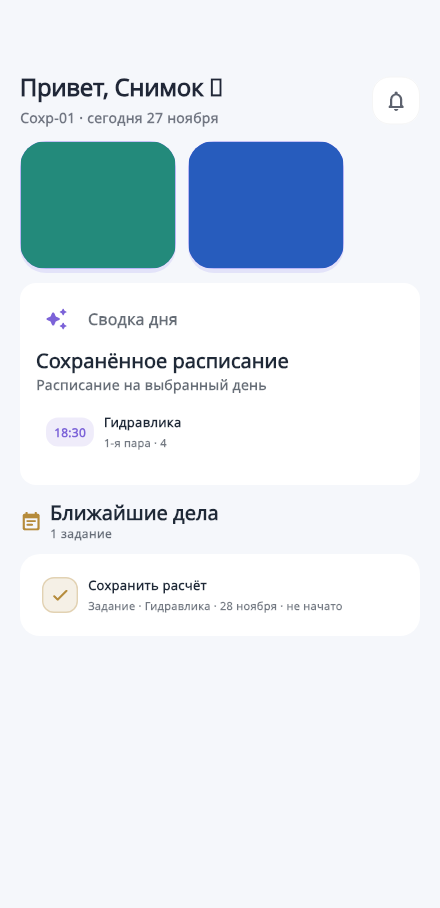 Привет, Снимок
Сохр-01 · сегодня 27 ноября
Сводка дня
Сохранённое расписание
Расписание на выбранный день
18:30
Гидравлика
1-я пара · 4
Ближайшие дела
1 задание
Сохранить расчёт
Задание · Гидравлика · 28 ноября · не начато